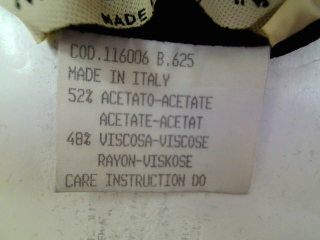 MADE
COD.116006 B.625
MADE IN ITALY
52% ACETATO-ACETATE
ACETATE-ACETAT
48% VISCOSA-VISCOSE
RAYON-VISKOSE
CARE INSTRUCTION DO